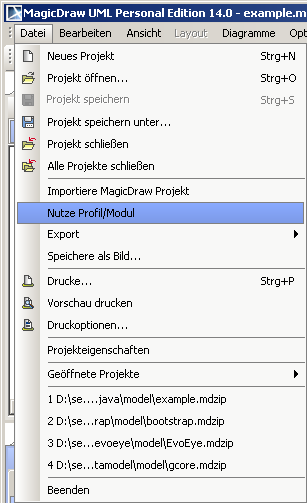 MagicDraw UML Personal Edition 14.0 - example.m
Datei Bearbeiten Ansicht Layout Diagramme Op
Neues Projekt Strg+N
Projekt öffnen... Strg+O
Projekt speichern Strg+S
Projekt speichern unter...
Projekt schließen
Alle Projekte schließen
Importiere MagicDraw Projekt
Nutze Profil/Modul
Export
Speichere als Bild...
Drucke... Strg+P
Vorschau drucken
Druckoptionen...
Projekteigenschaften
Geöffnete Projekte
1 D:\se....java\model\example.mdzip
2 D:\se...rap\model\bootstrap.mdzip
3 D:\se...evoeye\model\EvoEye.mdzip
4 D:\se...tamodel\model\gcore.mdzip
Beenden